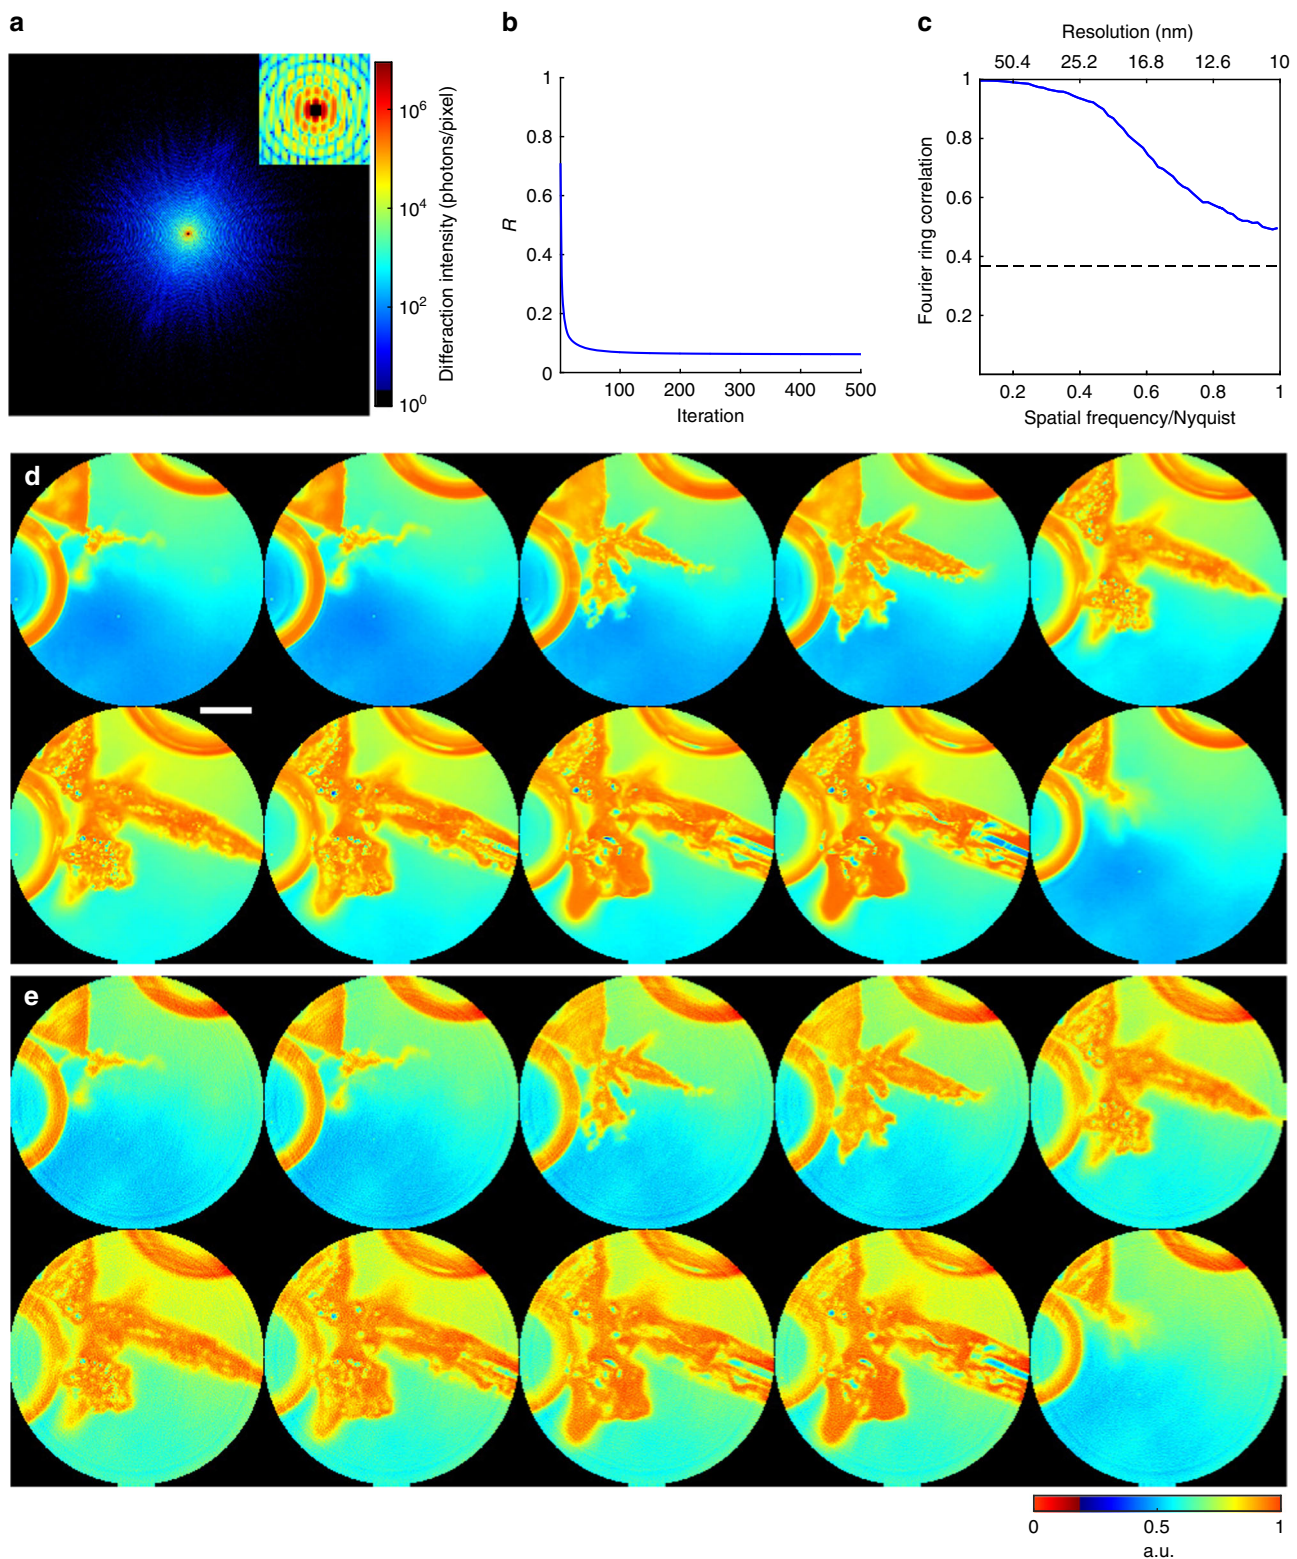 a
10^6
10^4
10^2
10^0
Differaction intensity (photons/pixel)
b
1
0.8
0.6
0.4
0.2
0
R
100 200 300 400 500
Iteration
c
Resolution (nm)
50.4 25.2 16.8 12.6 10
1
0.8
0.6
0.4
0.2
Fourier ring correlation
0.2 0.4 0.6 0.8 1
Spatial frequency/Nyquist
d
e
0 0.5 1
a.u.